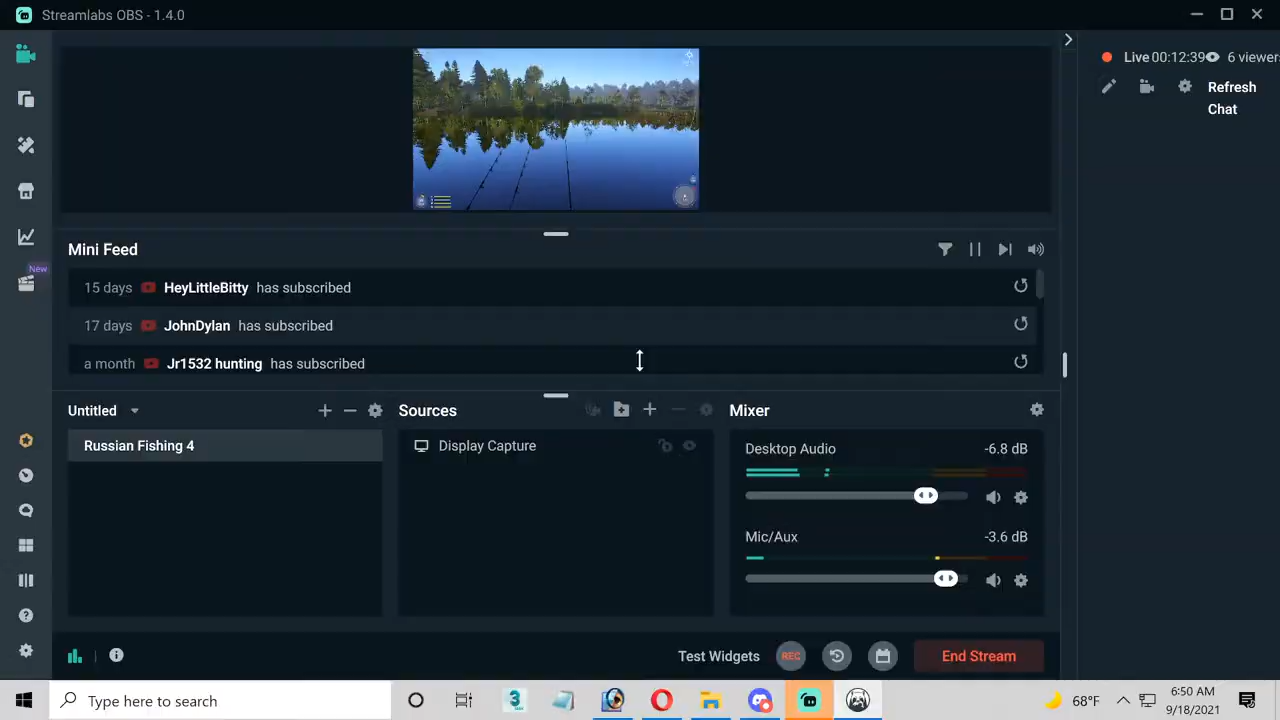 Streamlabs OBS - 1.4.0
Live 00:12:39 6 viewers
Refresh
Chat
New
Mini Feed
15 days HeyLittleBitty has subscribed
17 days JohnDylan has subscribed
a month Jr1532 hunting has subscribed
Untitled
Sources
Mixer
Russian Fishing 4
Display Capture
Desktop Audio -6.8 dB
Mic/Aux -3.6 dB
Test Widgets
REC
End Stream
Type here to search
68°F
6:50 AM
9/18/2021